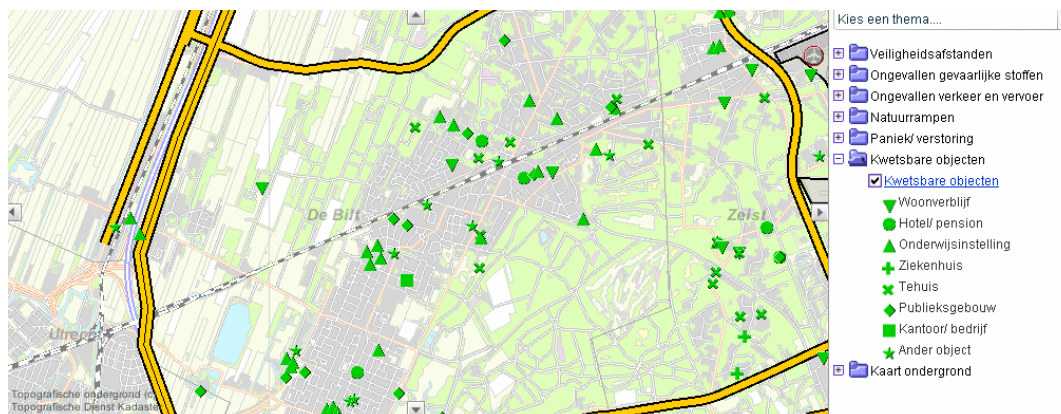 Kies een thema....
Veiligheidsafstanden
Ongevallen gevaarlijke stoffen
Ongevallen verkeer en vervoer
Natuurrampen
Paniek/ verstoring
Kwetsbare objecten
Kwetsbare objecten
Woonverblijf
Hotel/ pension
Onderwijsinstelling
Ziekenhuis
Tehuis
Publieksgebouw
Kantoor/ bedrijf
Ander object
Kaart ondergrond
De Bilt
Zeist
Utrecht
Topografische ondergrond (c)
Topografische Dienst Kadaster